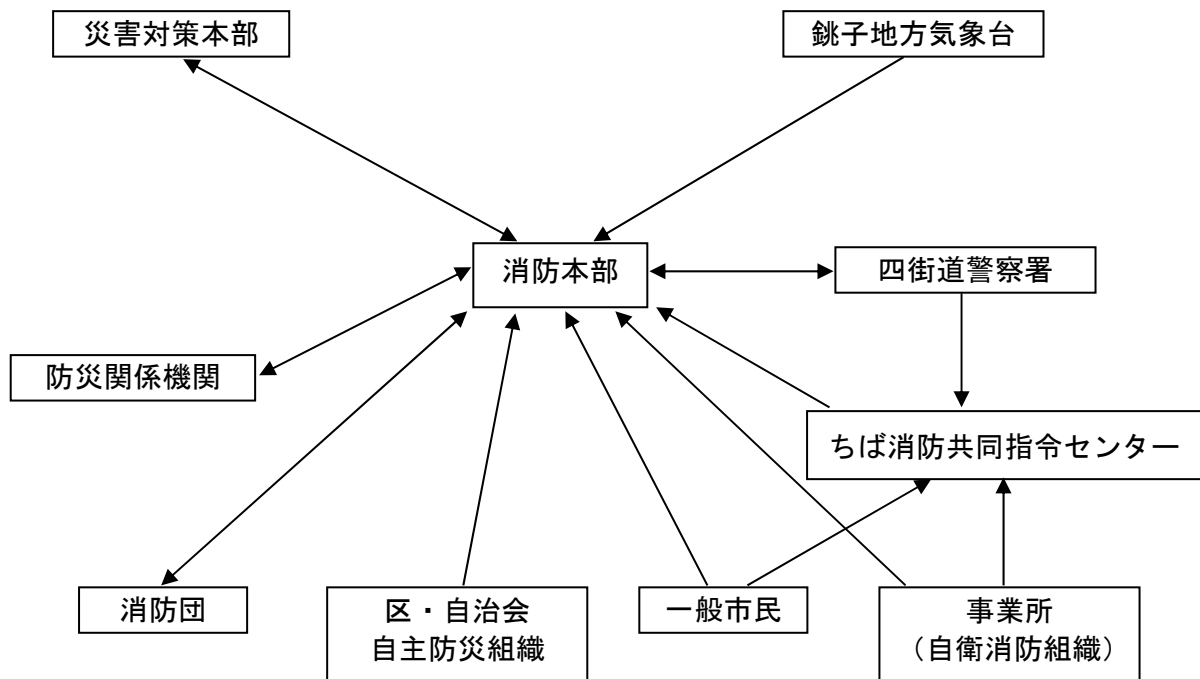 災害対策本部
銚子地方気象台
消防本部
四街道警察署
防災関係機関
ちば消防共同指令センター
消防団
区・自治会
自主防災組織
一般市民
事業所
（自衛消防組織）